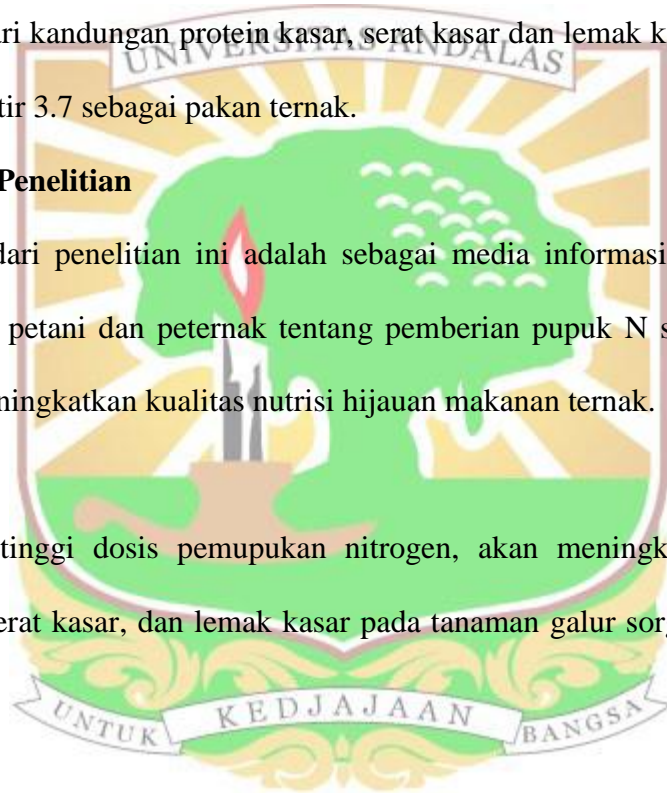 ri kandungan protein kasar, serat kasar dan lemak k
UNIVERSITAS ANDALAS
tir 3.7 sebagai pakan ternak.
Penelitian
dari penelitian ini adalah sebagai media informasi
petani dan peternak tentang pemberian pupuk N s
ningkatkan kualitas nutrisi hijauan makanan ternak.
tinggi dosis pemupukan nitrogen, akan meningk
erat kasar, dan lemak kasar pada tanaman galur sorg
UNTUK KEDJAJAAN BANGSA